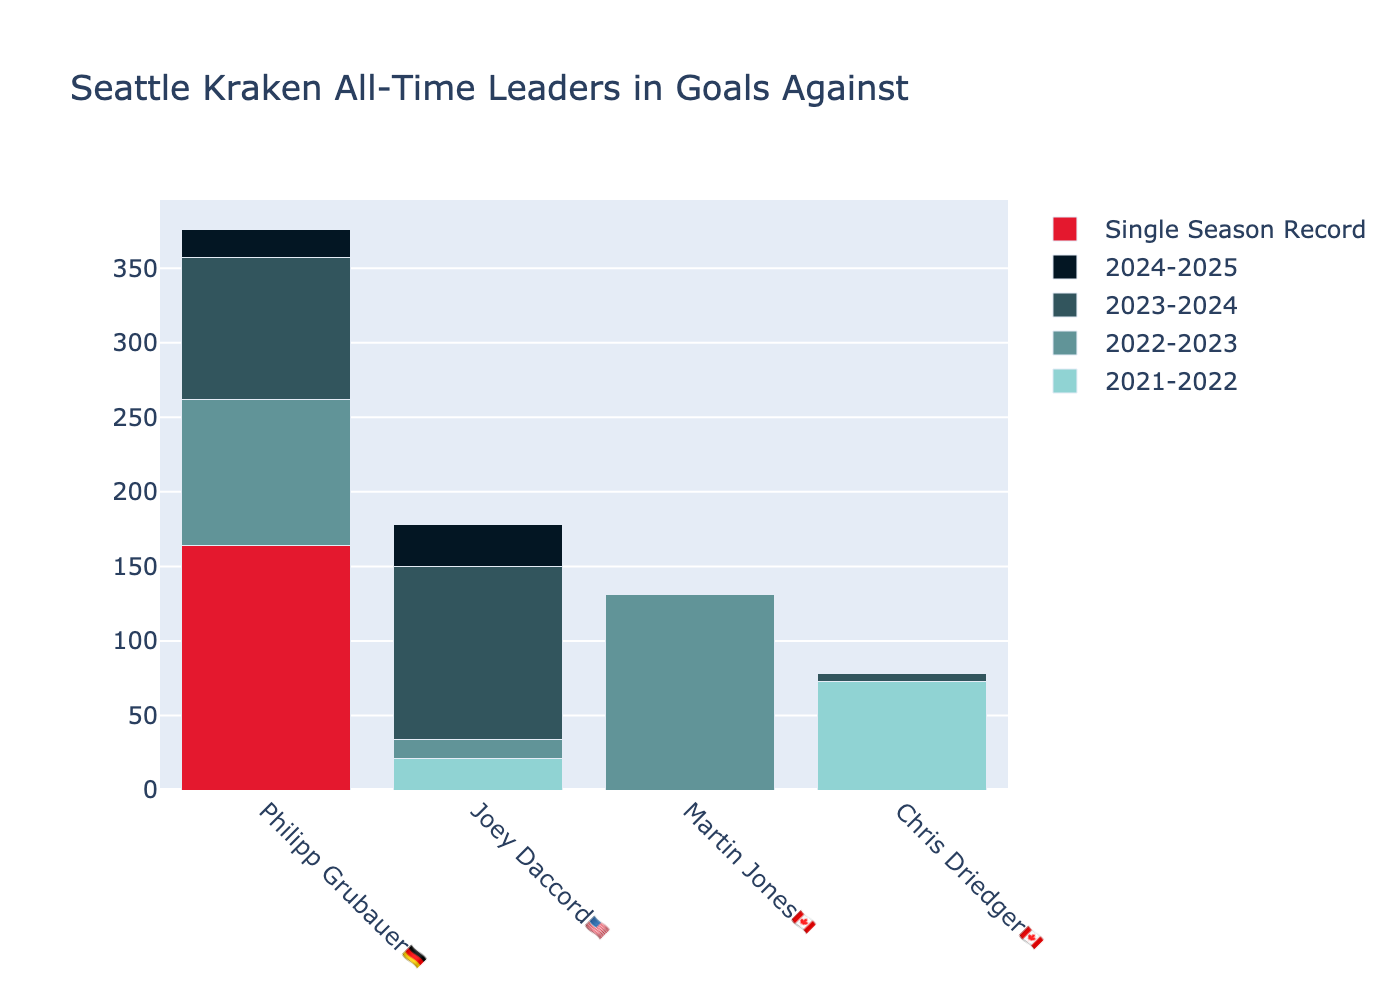 Seattle Kraken All-Time Leaders in Goals Against
Single Season Record
2024-2025
2023-2024
2022-2023
2021-2022
350
300
250
200
150
100
50
0
Philipp Grubauer🇩🇪
Joey Daccord🇺🇸
Martin Jones🇨🇦
Chris Driedger🇨🇦